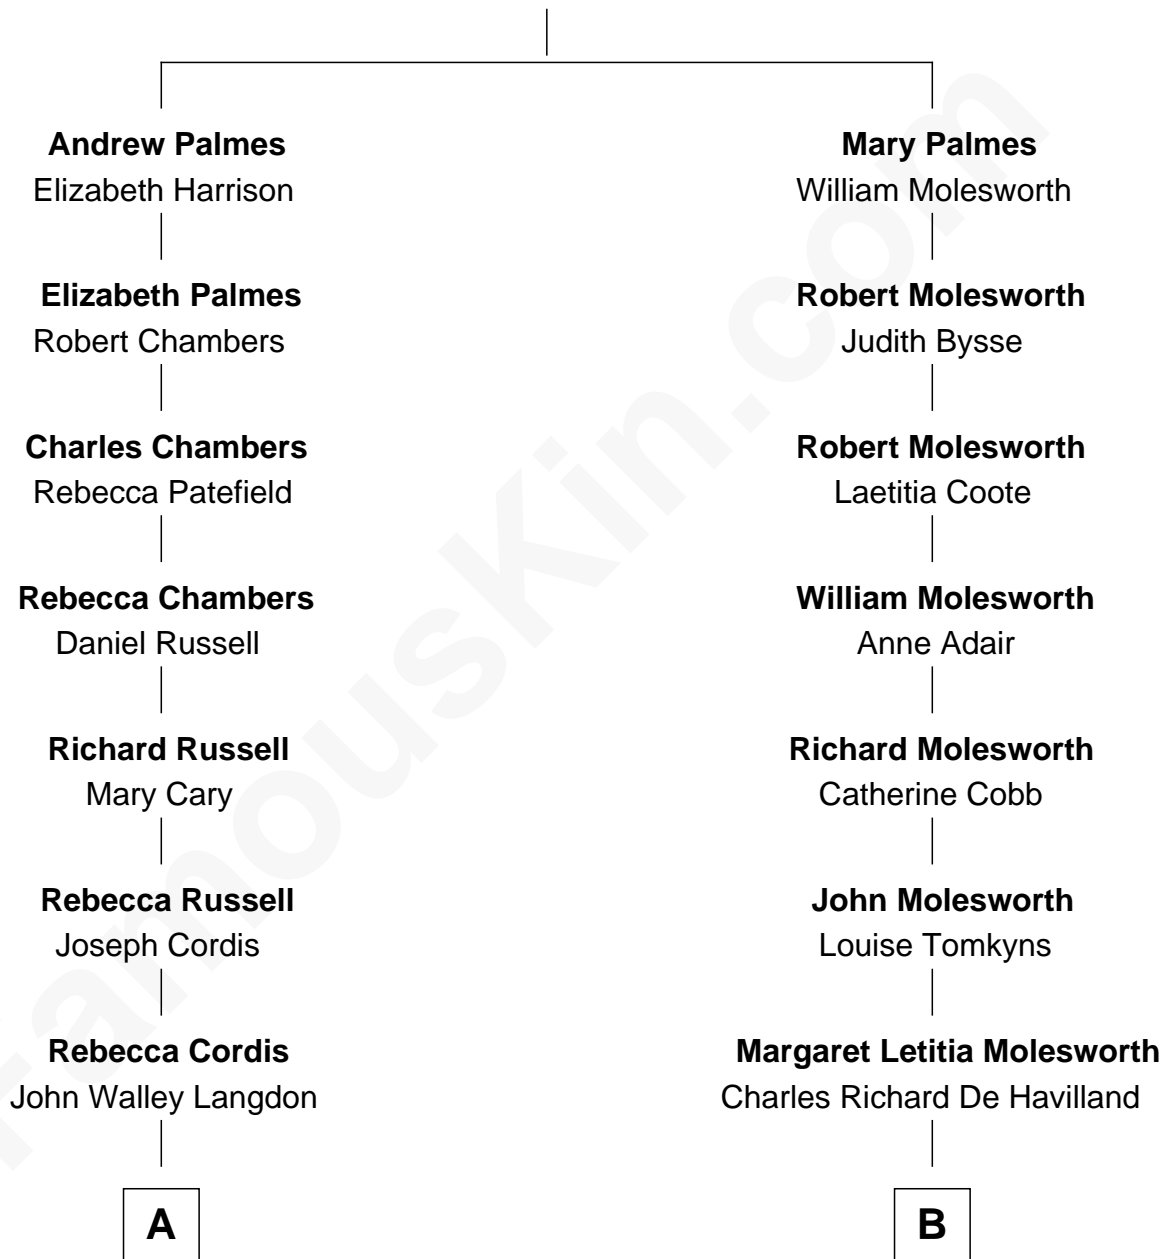 Andrew Palmes
Elizabeth Harrison
Elizabeth Palmes
Robert Chambers
Charles Chambers
Rebecca Patefield
Rebecca Chambers
Daniel Russell
Richard Russell
Mary Cary
Rebecca Russell
Joseph Cordis
Rebecca Cordis
John Walley Langdon
A
Mary Palmes
William Molesworth
Robert Molesworth
Judith Bysse
Robert Molesworth
Laetitia Coote
William Molesworth
Anne Adair
Richard Molesworth
Catherine Cobb
John Molesworth
Louise Tomkyns
Margaret Letitia Molesworth
Charles Richard De Havilland
B
FamousKin.com